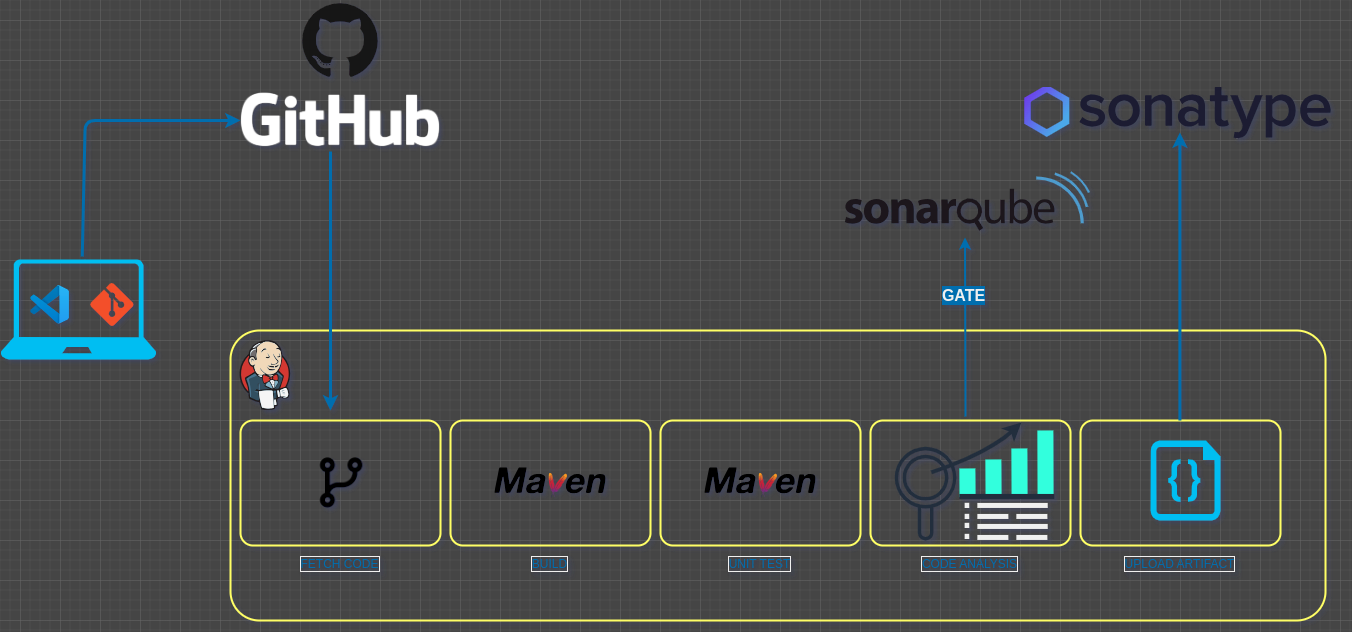 GitHub
sonatype
sonarqube
GATE
Maven
Maven
{}
FETCH CODE
BUILD
UNIT TEST
CODE ANALYSIS
UPLOAD ARTIFACT